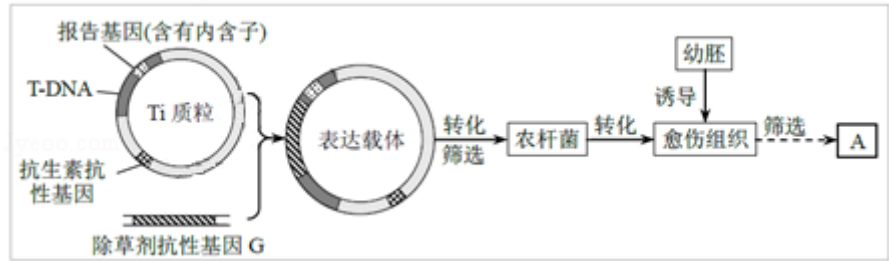 报告基因(含有内含子)
T-DNA
Ti 质粒
抗生素抗
性基因
除草剂抗性基因 G
表达载体
转化
筛选
农杆菌
转化
幼胚
诱导
愈伤组织
筛选
A